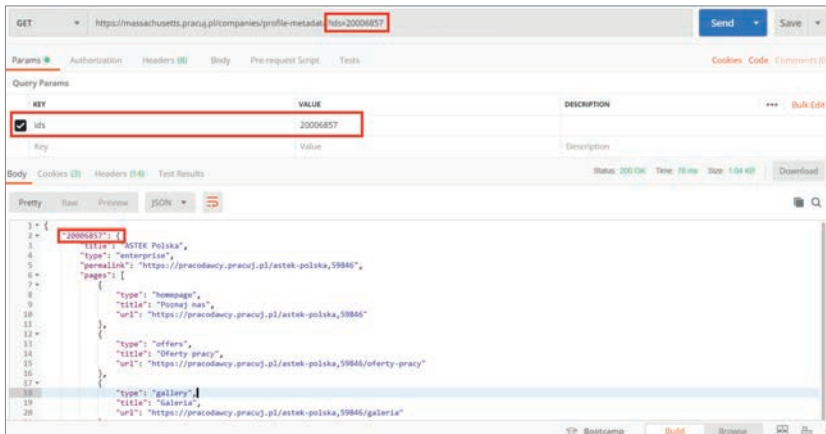 GET https://massachusetts.pracuj.pl/companies/profile-metadata?ids=20006857 Send Save
Params Authorization Headers (8) Body Pre-request Script Tests Cookies Code Comments (0)
Query Params
KEY VALUE DESCRIPTION ••• Bulk Edit
ids 20006857
Key Value Description
Body Cookies (3) Headers (14) Test Results Status: 200 OK Time: 78 ms Size: 1.04 KB Download
Pretty Raw Preview JSON
1 {
2 "20006857": {
3 "title": "ASTEK Polska",
4 "type": "enterprise",
5 "permalink": "https://pracodawcy.pracuj.pl/astek-polska,59846",
6 "pages": [
7 {
8 "type": "homepage",
9 "title": "Poznaj nas",
10 "url": "https://pracodawcy.pracuj.pl/astek-polska,59846"
11 },
12 {
13 "type": "offers",
14 "title": "Oferty pracy",
15 "url": "https://pracodawcy.pracuj.pl/astek-polska,59846/oferty-pracy"
16 },
17 {
18 "type": "gallery",
19 "title": "Galeria",
20 "url": "https://pracodawcy.pracuj.pl/astek-polska,59846/galeria"
Bootcamp Build Browse